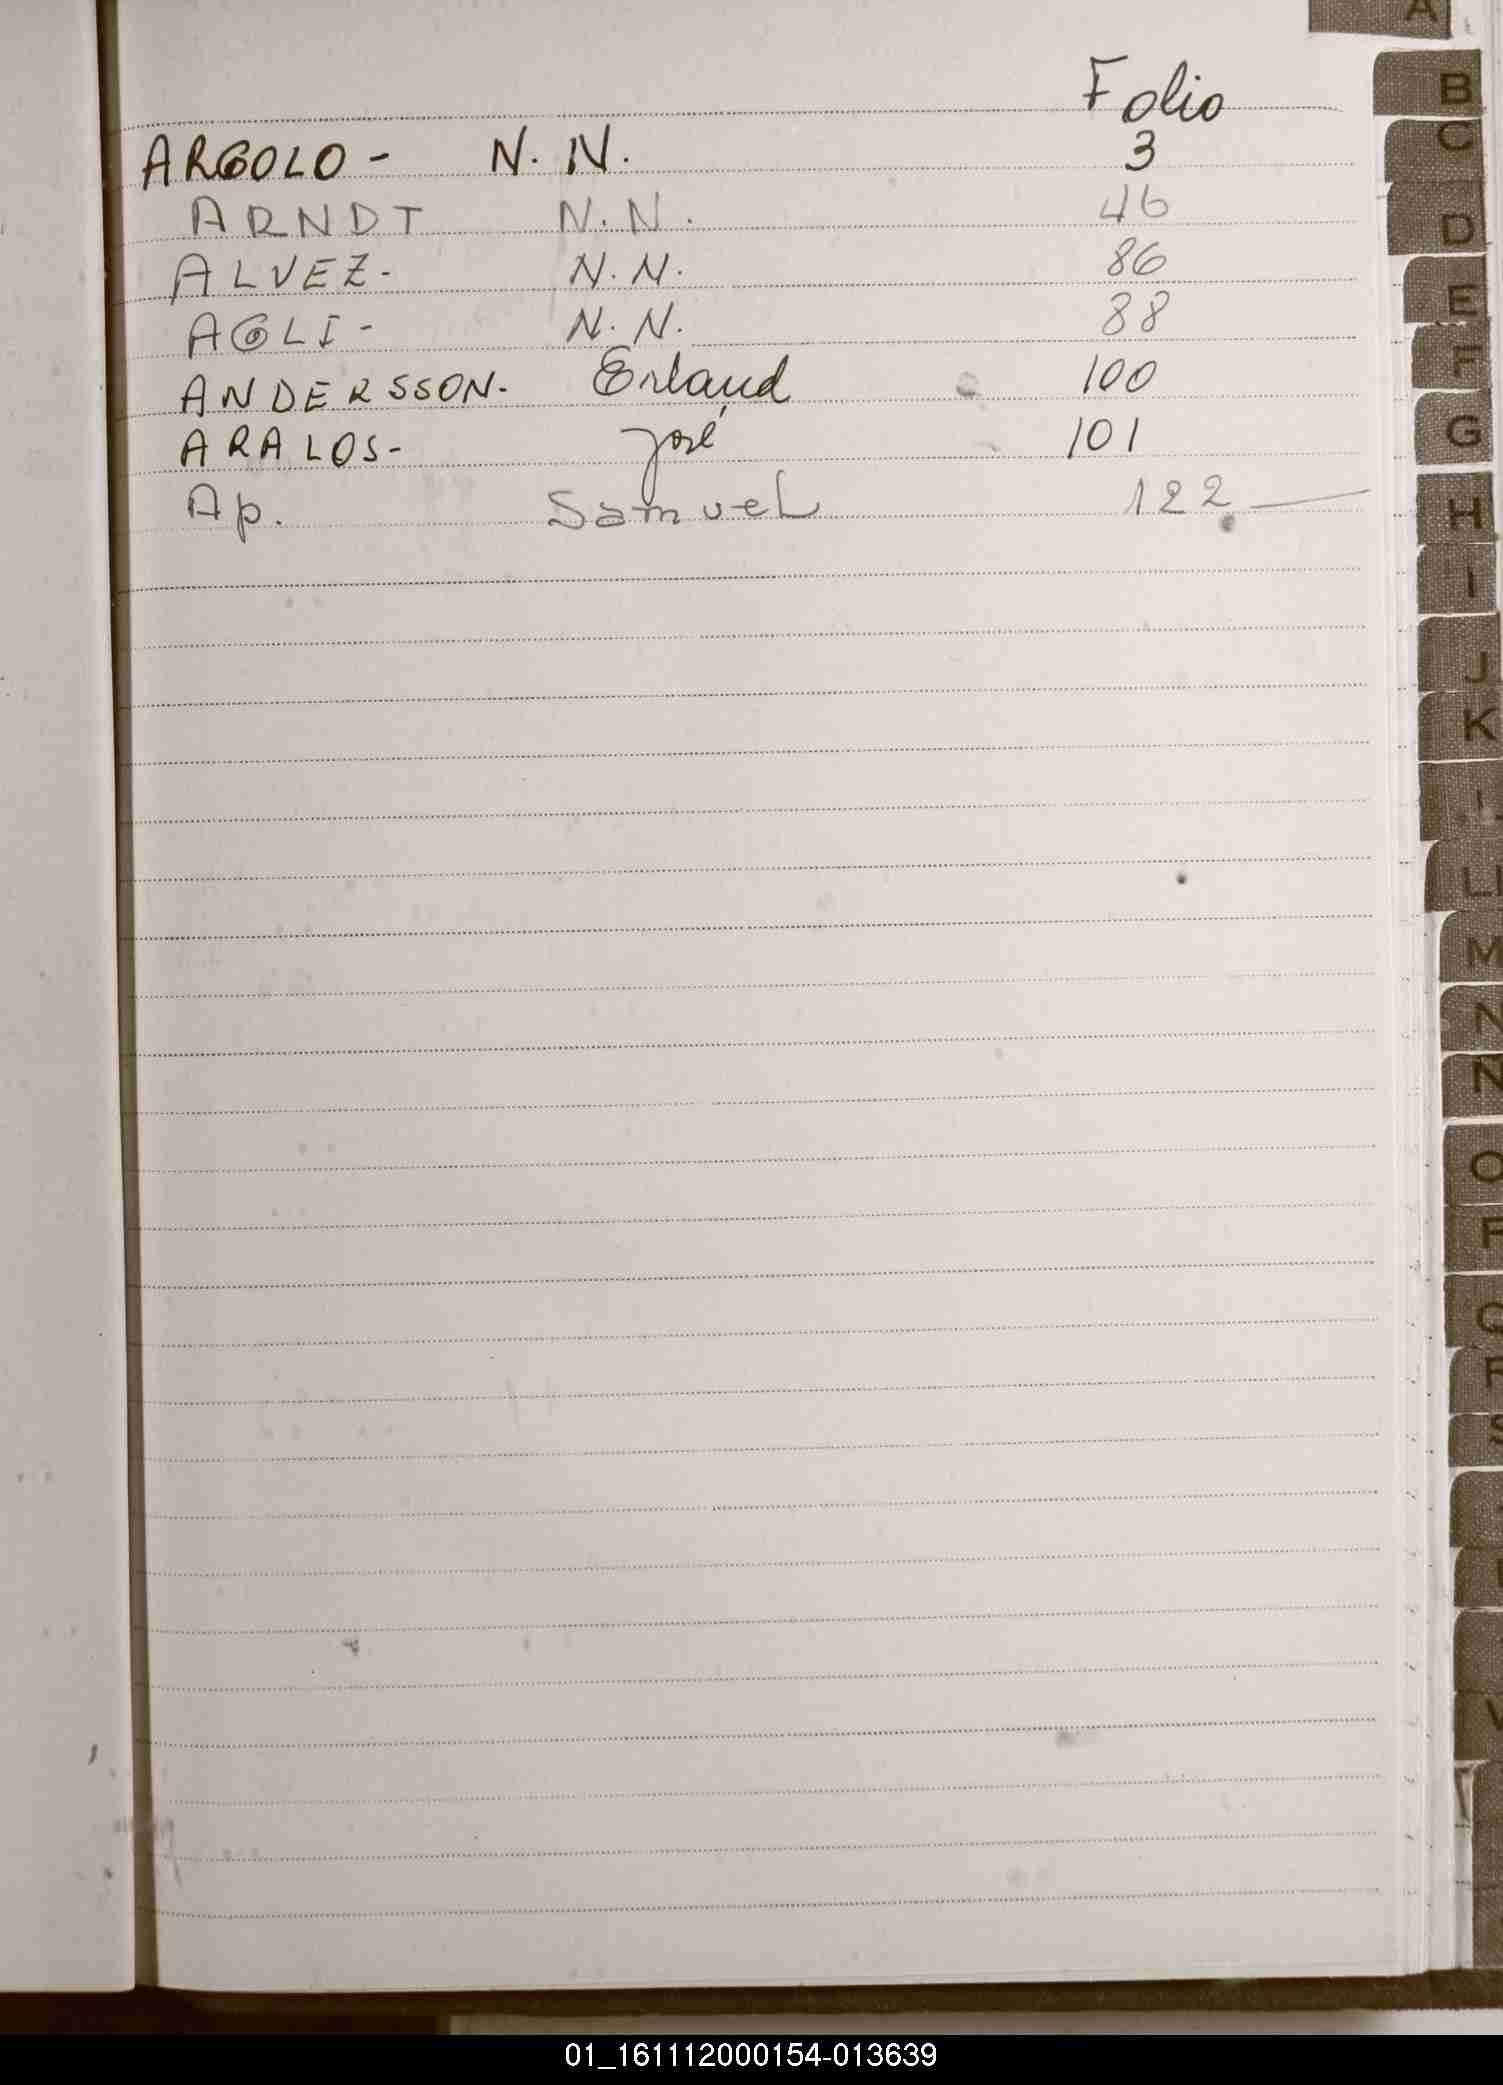 Folio
ARGOLO - N. N. 3
ARNDT N. N. 46
ALVEZ - N. N. 86
AGLI - N. N. 88
ANDERSSON - Erland 100
ARALOS - José 101
Ap. Samuel 122
A
B
C
D
E
F
G
H
I
J
K
L
LL
M
N
Ñ
O
P
Q
R
S
V
01_161112000154-013639